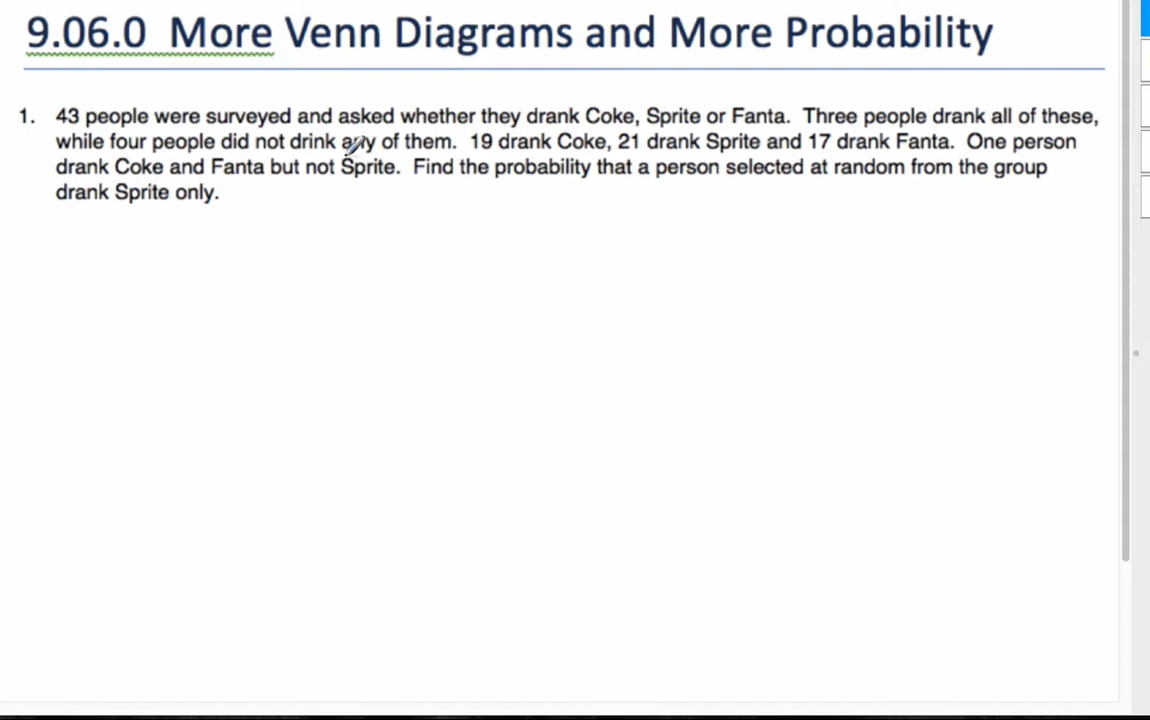 9.06.0 More Venn Diagrams and More Probability
1. 43 people were surveyed and asked whether they drank Coke, Sprite or Fanta. Three people drank all of these,
while four people did not drink any of them. 19 drank Coke, 21 drank Sprite and 17 drank Fanta. One person
drank Coke and Fanta but not Sprite. Find the probability that a person selected at random from the group
drank Sprite only.